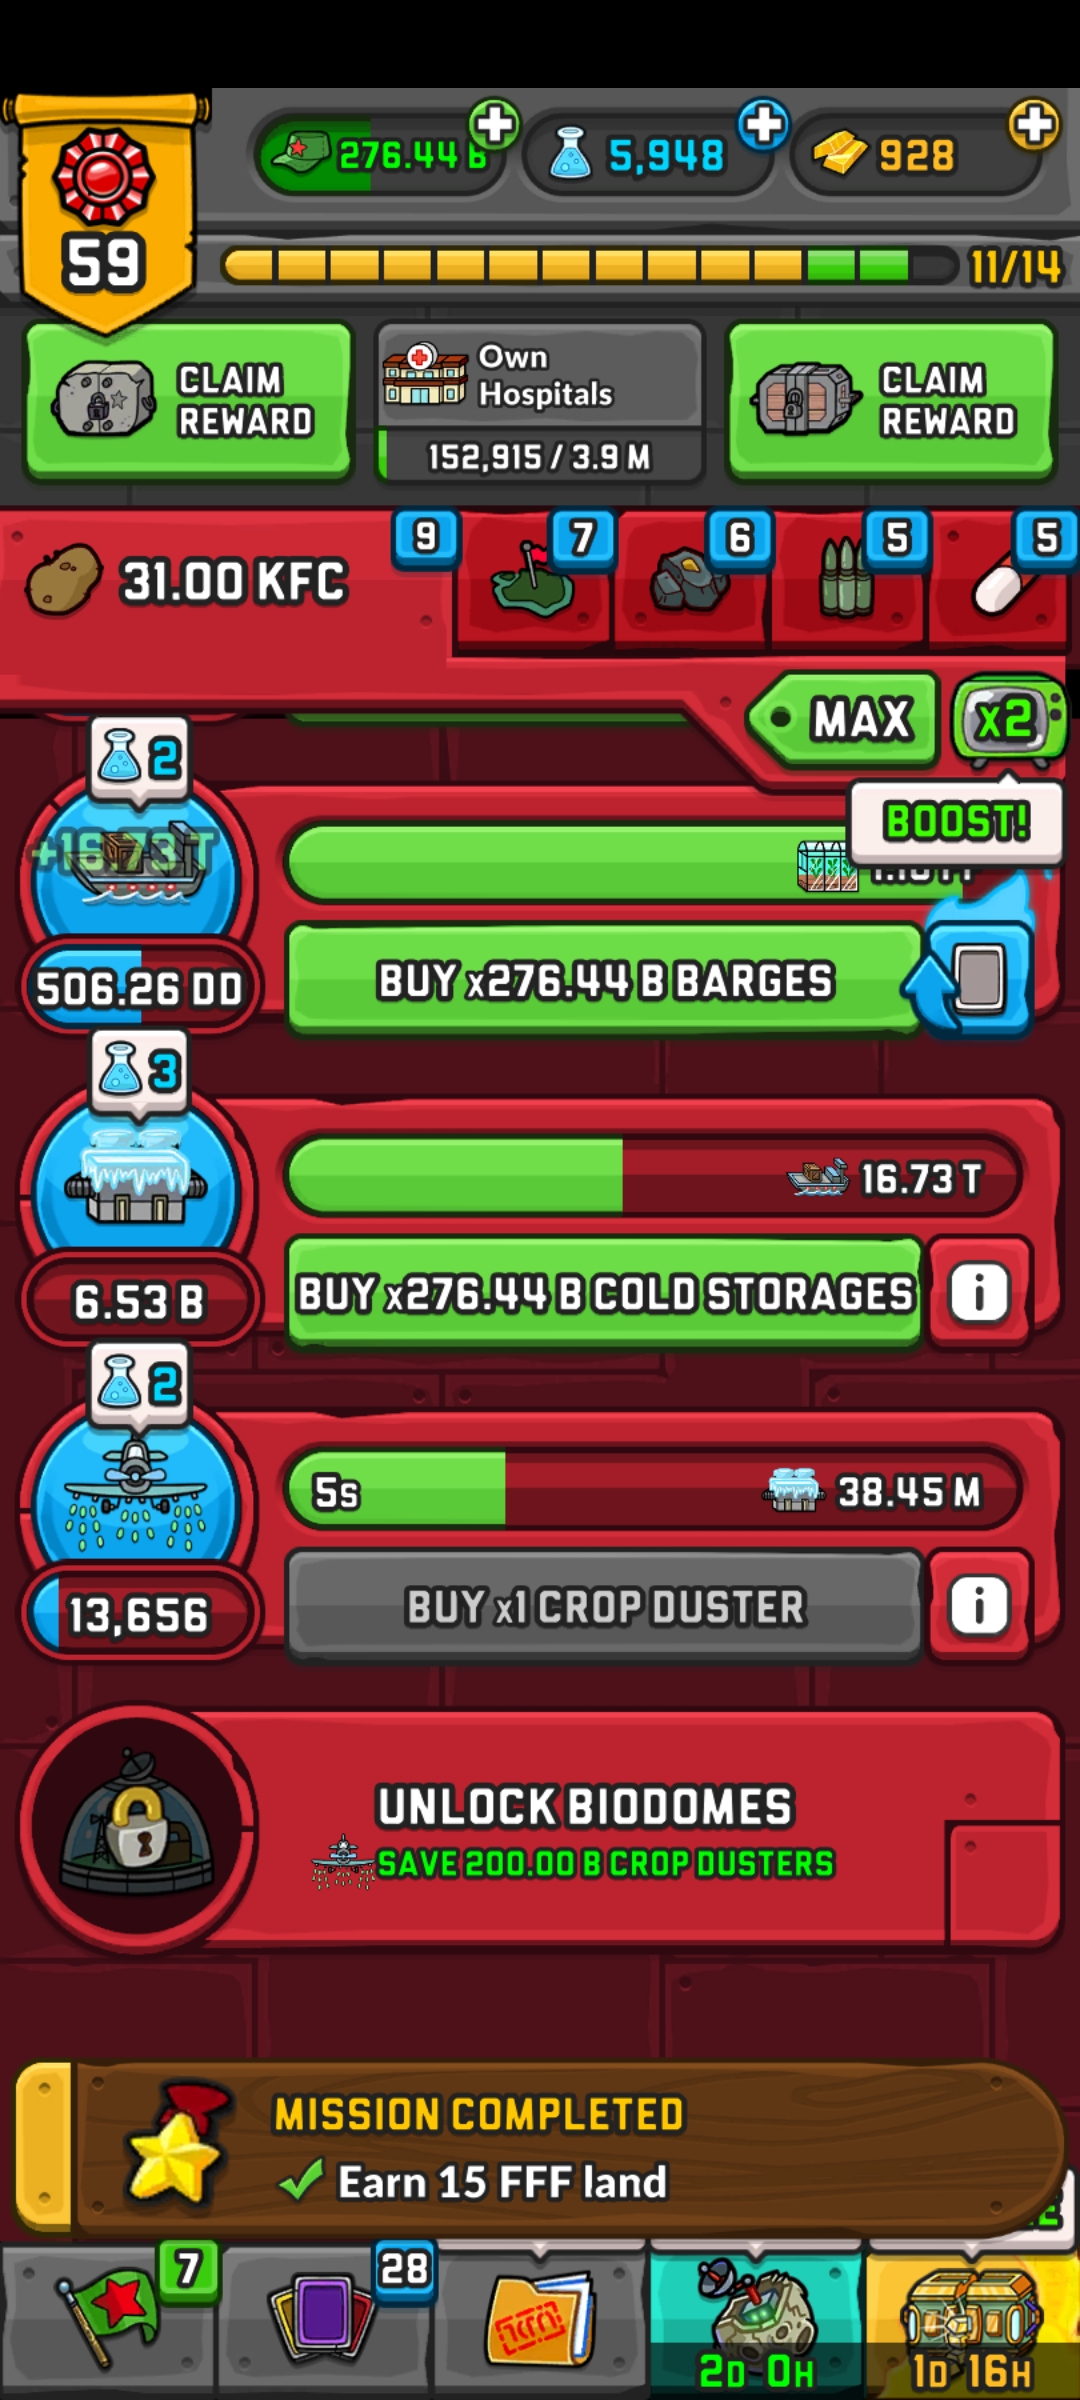 276.44 B
5,948
928
59
11/14
CLAIM
REWARD
Own
Hospitals
152,915 / 3.9 M
CLAIM
REWARD
31.00 KFC
9
7
6
5
5
MAX
x2
BOOST!
2
+16.73 T
506.26 DD
BUY x276.44 B BARGES
3
16.73 T
6.53 B
BUY x276.44 B COLD STORAGES
i
2
5s
38.45 M
13,656
BUY x1 CROP DUSTER
i
UNLOCK BIODOMES
SAVE 200.00 B CROP DUSTERS
MISSION COMPLETED
Earn 15 FFF land
7
28
2D 0H
1D 16H